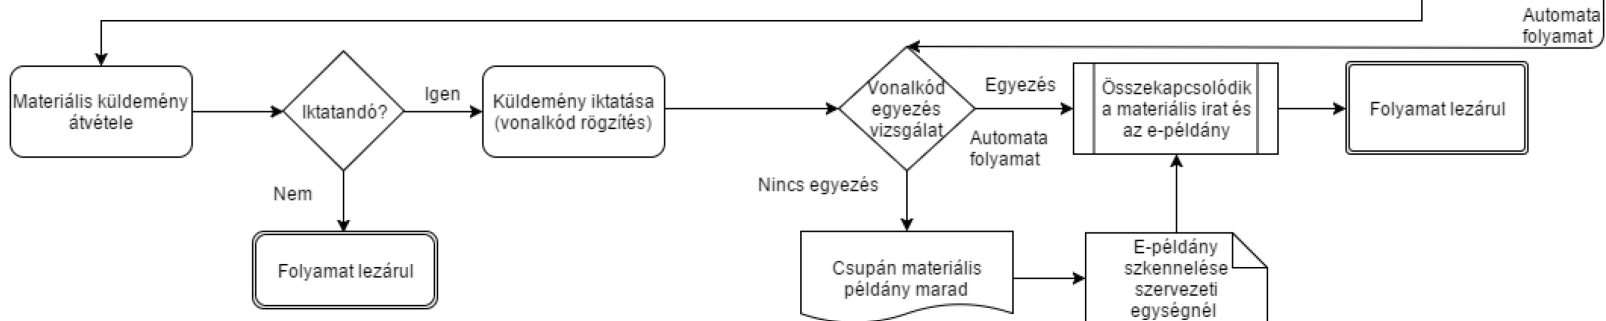 Automata
folyamat
Materiális küldemény
átvétele
Iktatandó?
Igen
Nem
Folyamat lezárul
Küldemény iktatása
(vonalkód rögzítés)
Vonalkód
egyezés
vizsgálat
Egyezés
Automata
folyamat
Nincs egyezés
Összekapcsolódik
a materiális irat és
az e-példány
Folyamat lezárul
Csupán materiális
példány marad
E-példány
szkennelése
szervezeti
egységnél